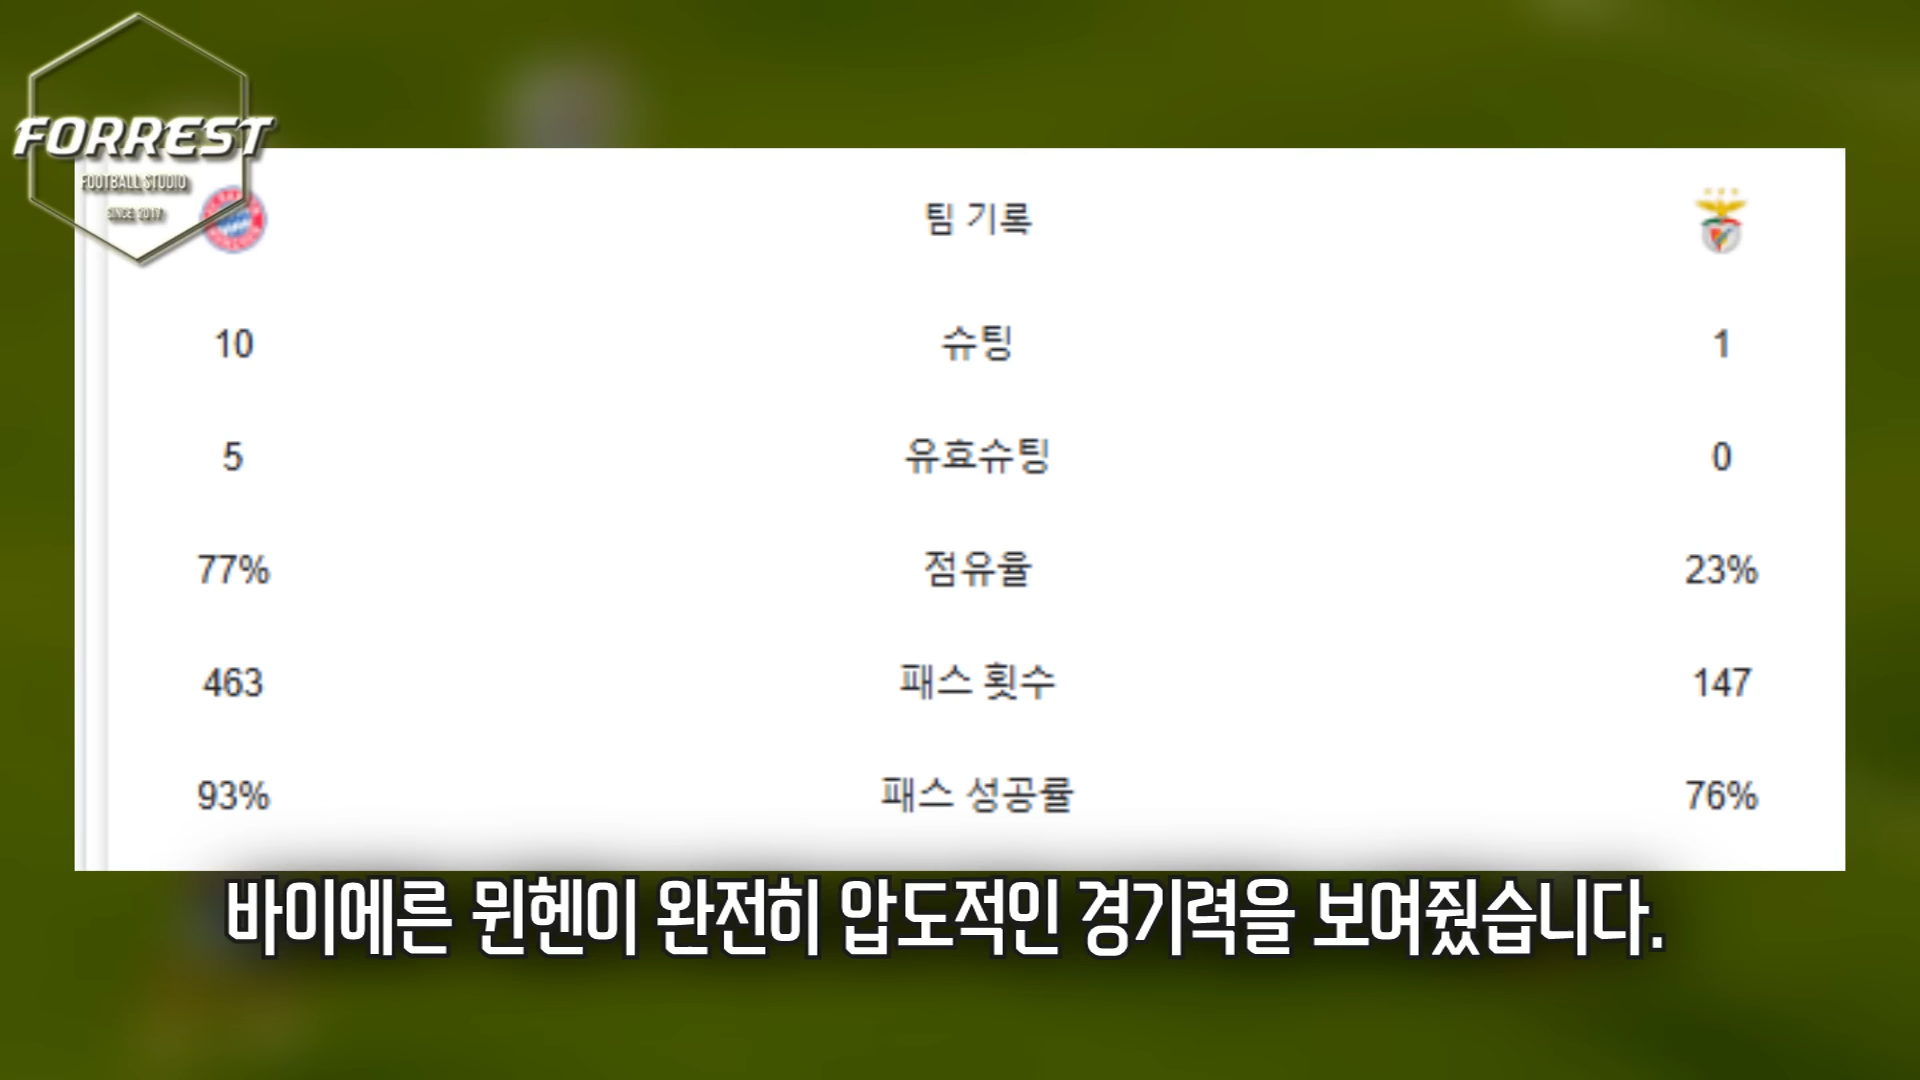 FORREST
FOOTBALL STUDIO
SINCE 2017
팀 기록
10 슈팅 1
5 유효슈팅 0
77% 점유율 23%
463 패스 횟수 147
93% 패스 성공률 76%
바이에른 뮌헨이 완전히 압도적인 경기력을 보여줬습니다.